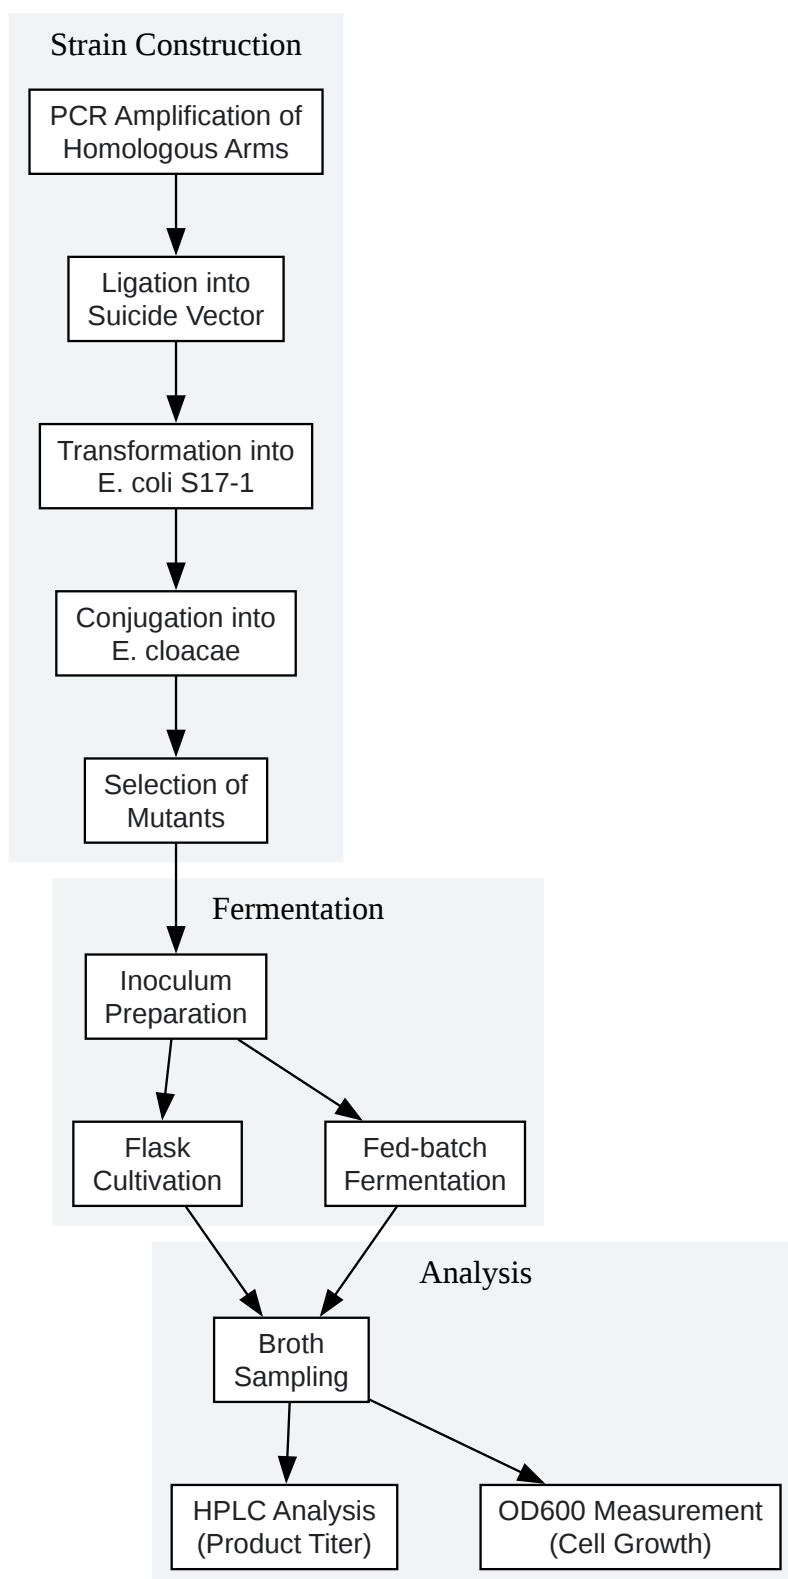 Strain Construction
PCR Amplification of
Homologous Arms
Ligation into
Suicide Vector
Transformation into
E. coli S17-1
Conjugation into
E. cloacae
Selection of
Mutants
Fermentation
Inoculum
Preparation
Flask
Cultivation
Fed-batch
Fermentation
Analysis
Broth
Sampling
HPLC Analysis
(Product Titer)
OD600 Measurement
(Cell Growth)